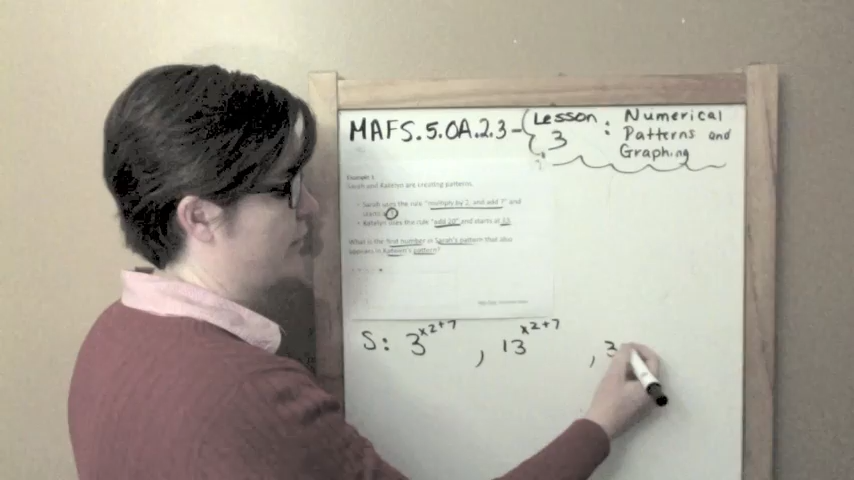 MAFS.5.OA.2.3 - Lesson 3 : Numerical Patterns and Graphing
Example 1
Sarah and Katelyn are creating patterns.
Sarah uses the rule "multiply by 2, and add 7" and
starts at
Katelyn uses the rule "add 10" and starts at 13.
What is the first number in Sarah's pattern that also
appears in Katelyn's pattern?
S: 3 x2+7 , 13 x2+7 , 3